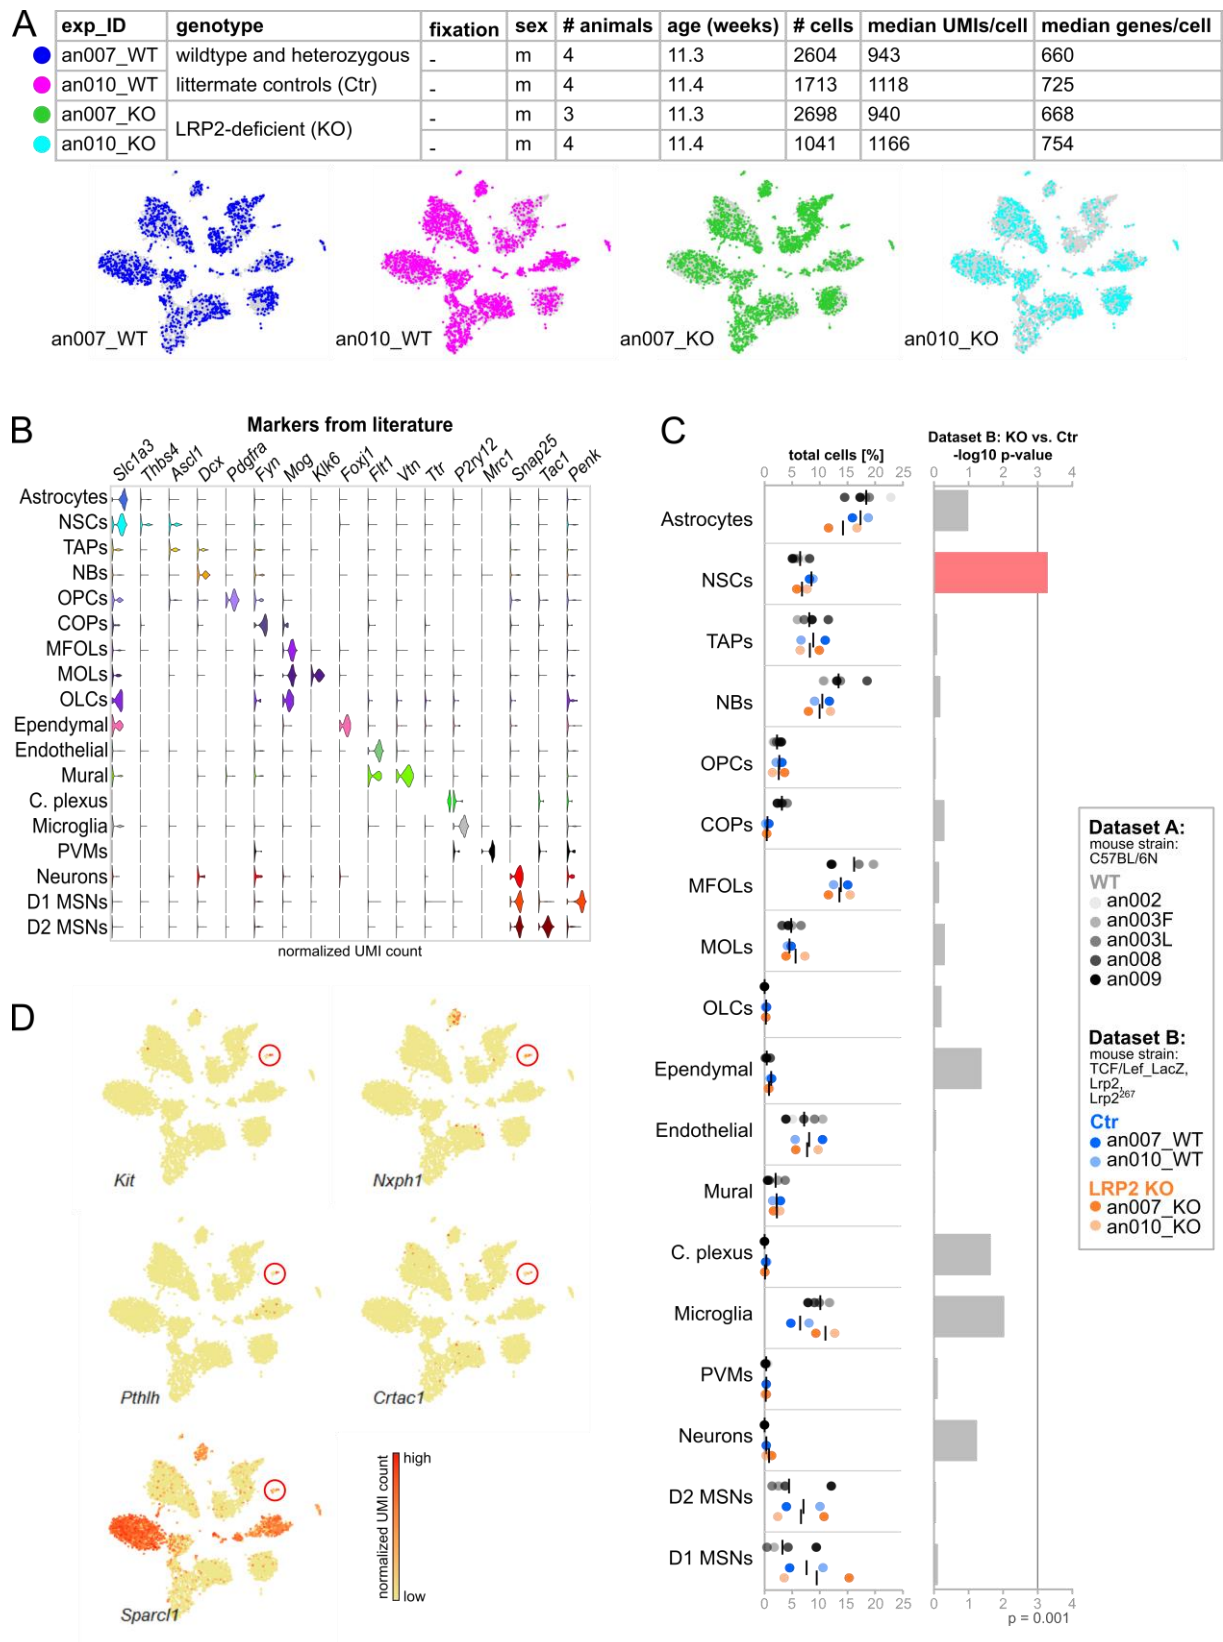 A
exp_ID genotype fixation sex # animals age (weeks) # cells median UMIs/cell median genes/cell
an007_WT wildtype and heterozygous - m 4 11.3 2604 943 660
an010_WT littermate controls (Ctr) - m 4 11.4 1713 1118 725
an007_KO LRP2-deficient (KO) - m 3 11.3 2698 940 668
an010_KO - m 4 11.4 1041 1166 754
an007_WT
an010_WT
an007_KO
an010_KO
B
Markers from literature
Slc1a3 Thbs4 Ascl1 Dcx Pdgfra Fyn Mog Klk6 Foxj1 Flt1 Vtn Ttr P2ry12 Mrc1 Snap25 Tac1 Penk
Astrocytes
NSCs
TAPs
NBs
OPCs
COPs
MFOLs
MOLs
OLCs
Ependymal
Endothelial
Mural
C. plexus
Microglia
PVMs
Neurons
D1 MSNs
D2 MSNs
normalized UMI count
C
Dataset B: KO vs. Ctr
total cells [%]
-log10 p-value
0 5 10 15 20 25
0 1 2 3 4
Astrocytes
NSCs
TAPs
NBs
OPCs
COPs
MFOLs
MOLs
OLCs
Ependymal
Endothelial
Mural
C. plexus
Microglia
PVMs
Neurons
D2 MSNs
D1 MSNs
0 5 10 15 20 25
0 1 2 3 4
p = 0.001
Dataset A:
mouse strain:
C57BL/6N
WT
an002
an003F
an003L
an008
an009
Dataset B:
mouse strain:
TCF/Lef_LacZ,
Lrp2,
Lrp2267
Ctr
an007_WT
an010_WT
LRP2 KO
an007_KO
an010_KO
D
Kit
Nxph1
Pthlh
Crtac1
Sparcl1
normalized UMI count
high
low